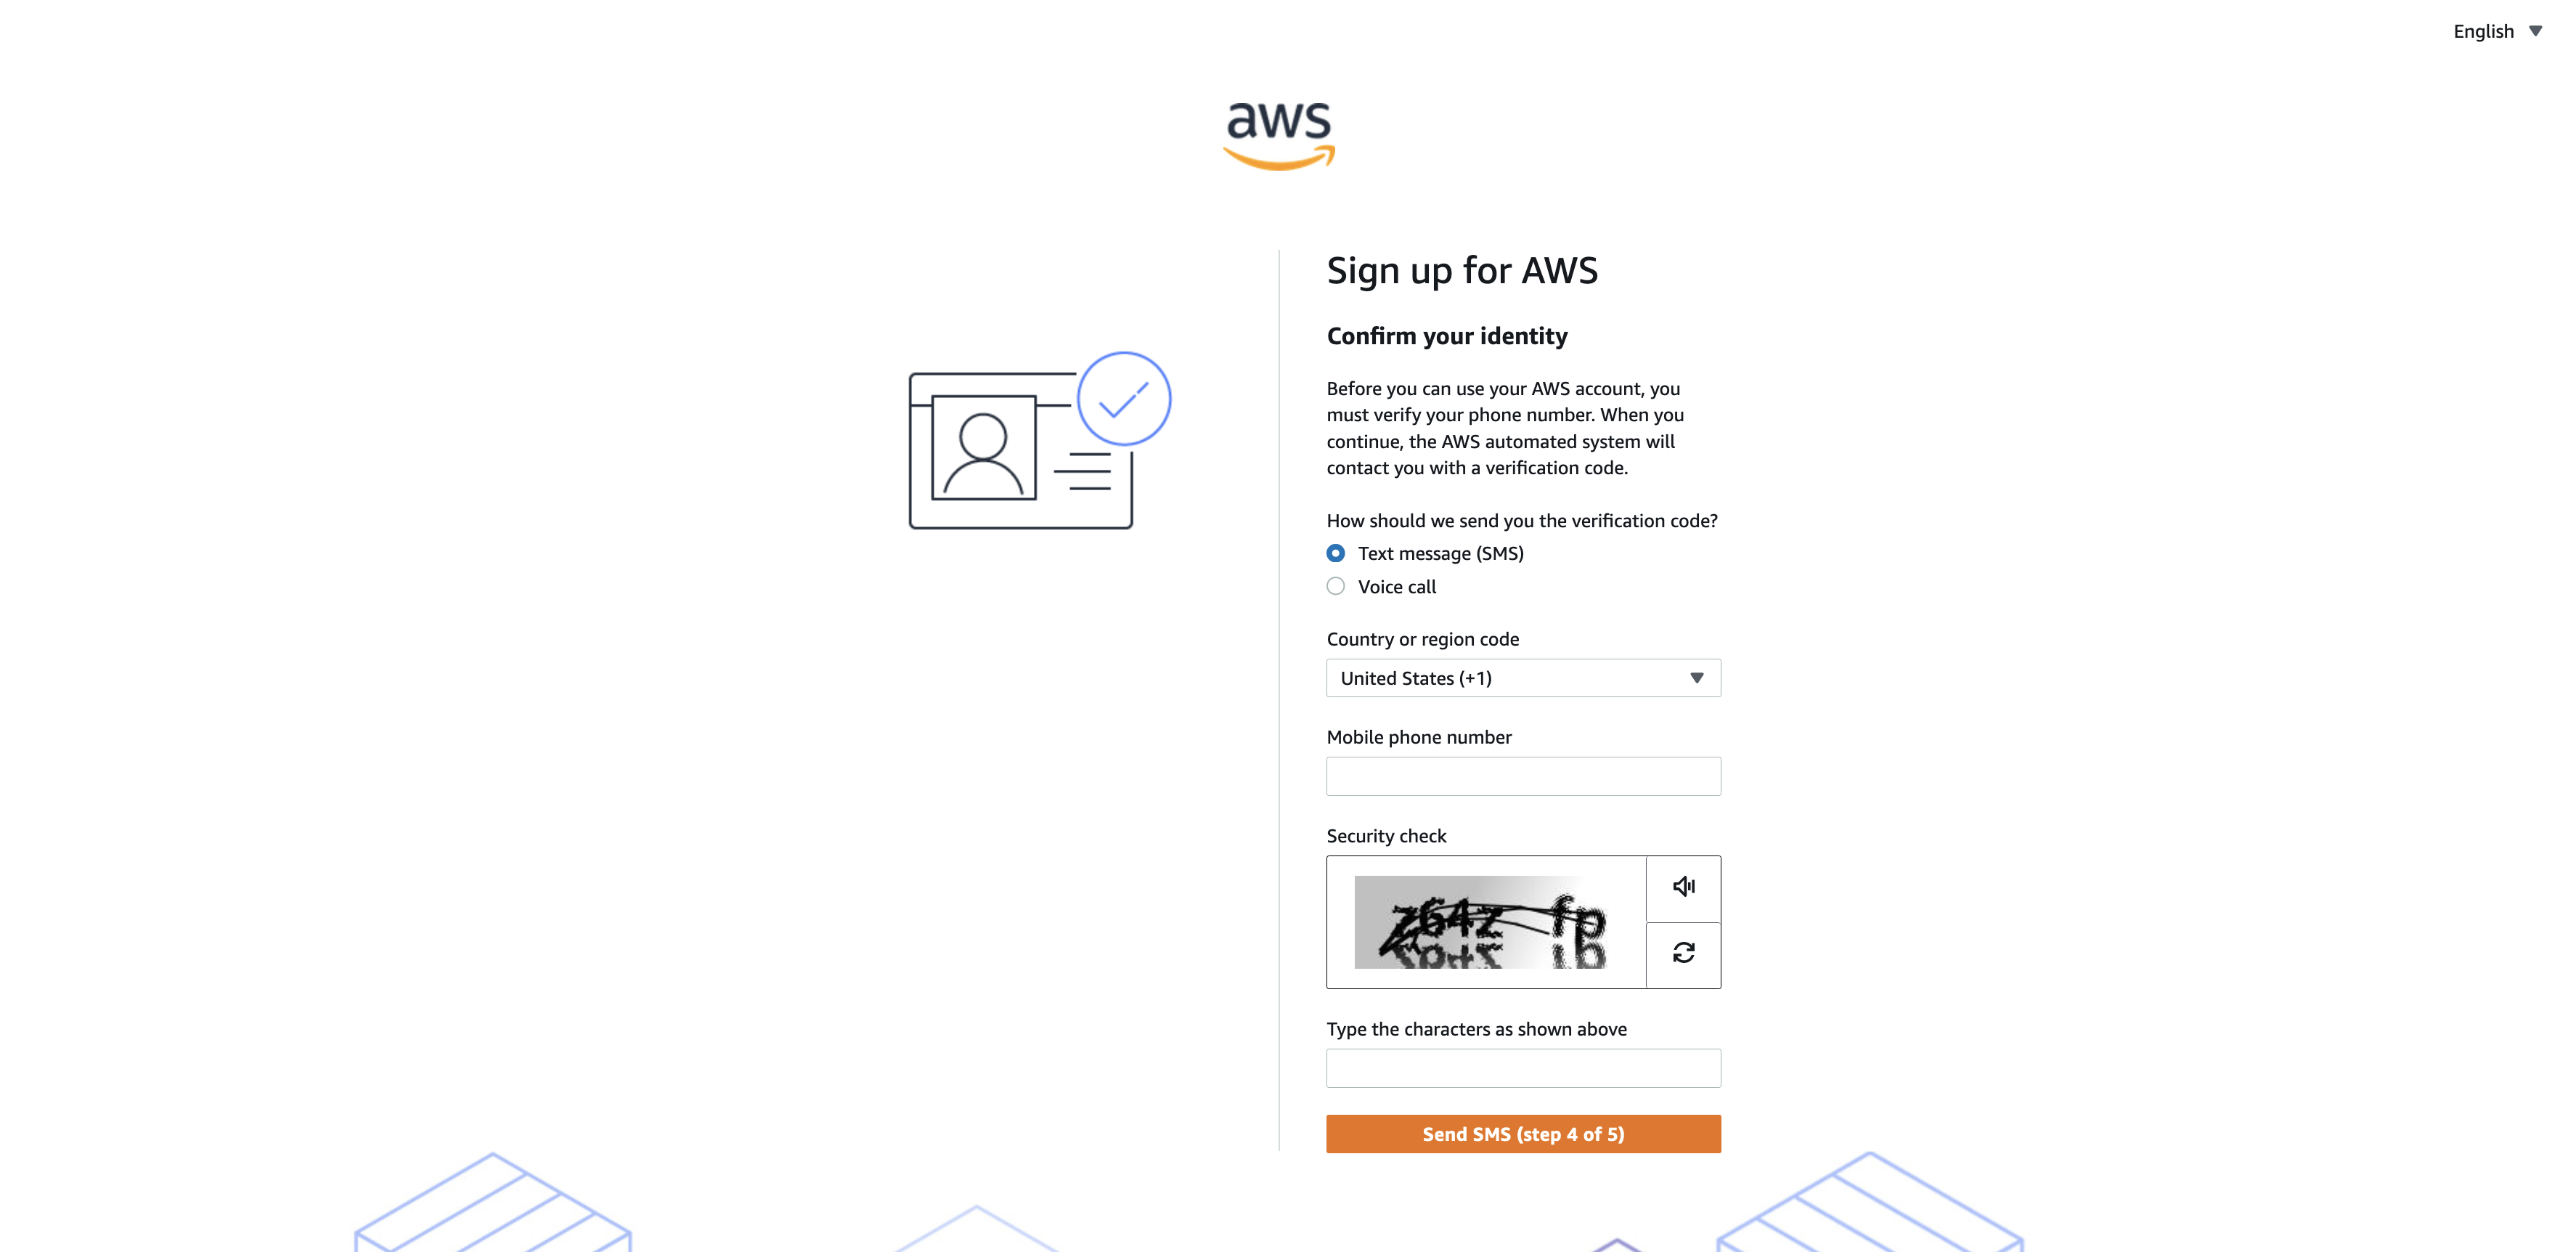 English
aws
Sign up for AWS
Confirm your identity
Before you can use your AWS account, you
must verify your phone number. When you
continue, the AWS automated system will
contact you with a verification code.
How should we send you the verification code?
Text message (SMS)
Voice call
Country or region code
United States (+1)
Mobile phone number
Security check
Type the characters as shown above
Send SMS (step 4 of 5)